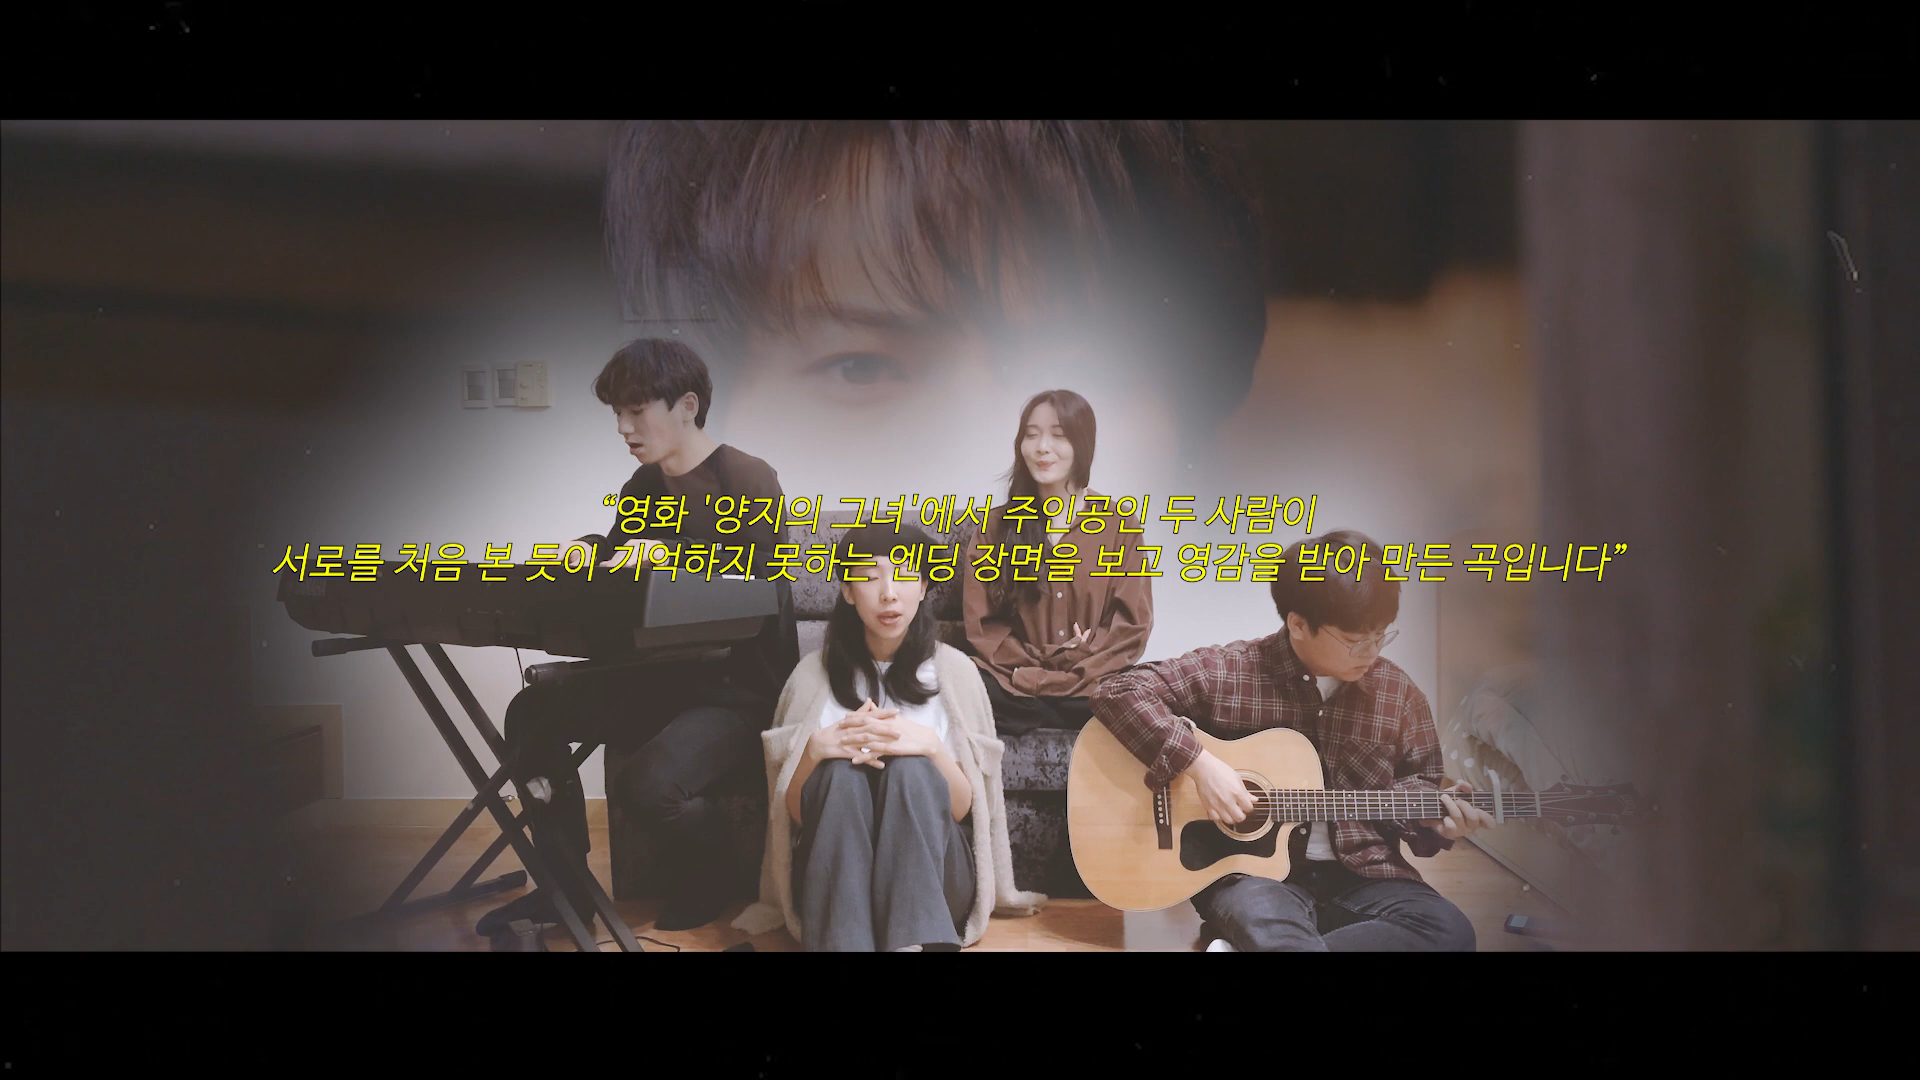 “영화 '양지의 그녀'에서 주인공인 두 사람이
서로를 처음 본 듯이 기억하지 못하는 엔딩 장면을 보고 영감을 받아 만든 곡입니다”